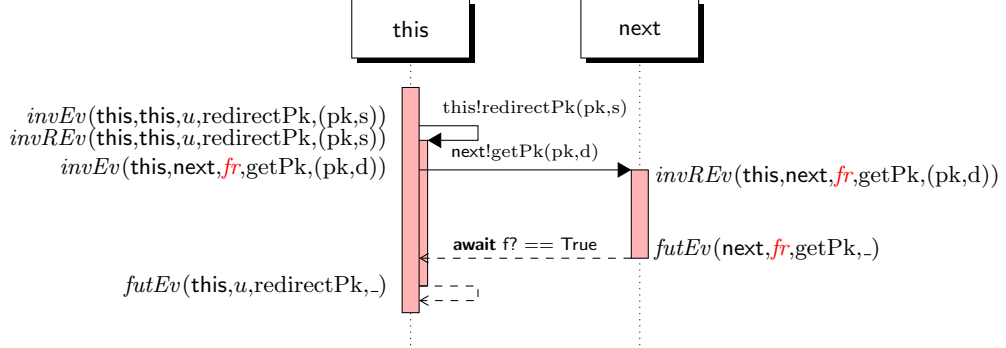 this
next
invEv(this,this,u,redirectPk,(pk,s))
this!redirectPk(pk,s)
invREv(this,this,u,redirectPk,(pk,s))
next!getPk(pk,d)
invEv(this,next,fr,getPk,(pk,d))
invREv(this,next,fr,getPk,(pk,d))
await f? == True
futEv(next,fr,getPk,_)
futEv(this,u,redirectPk,_)